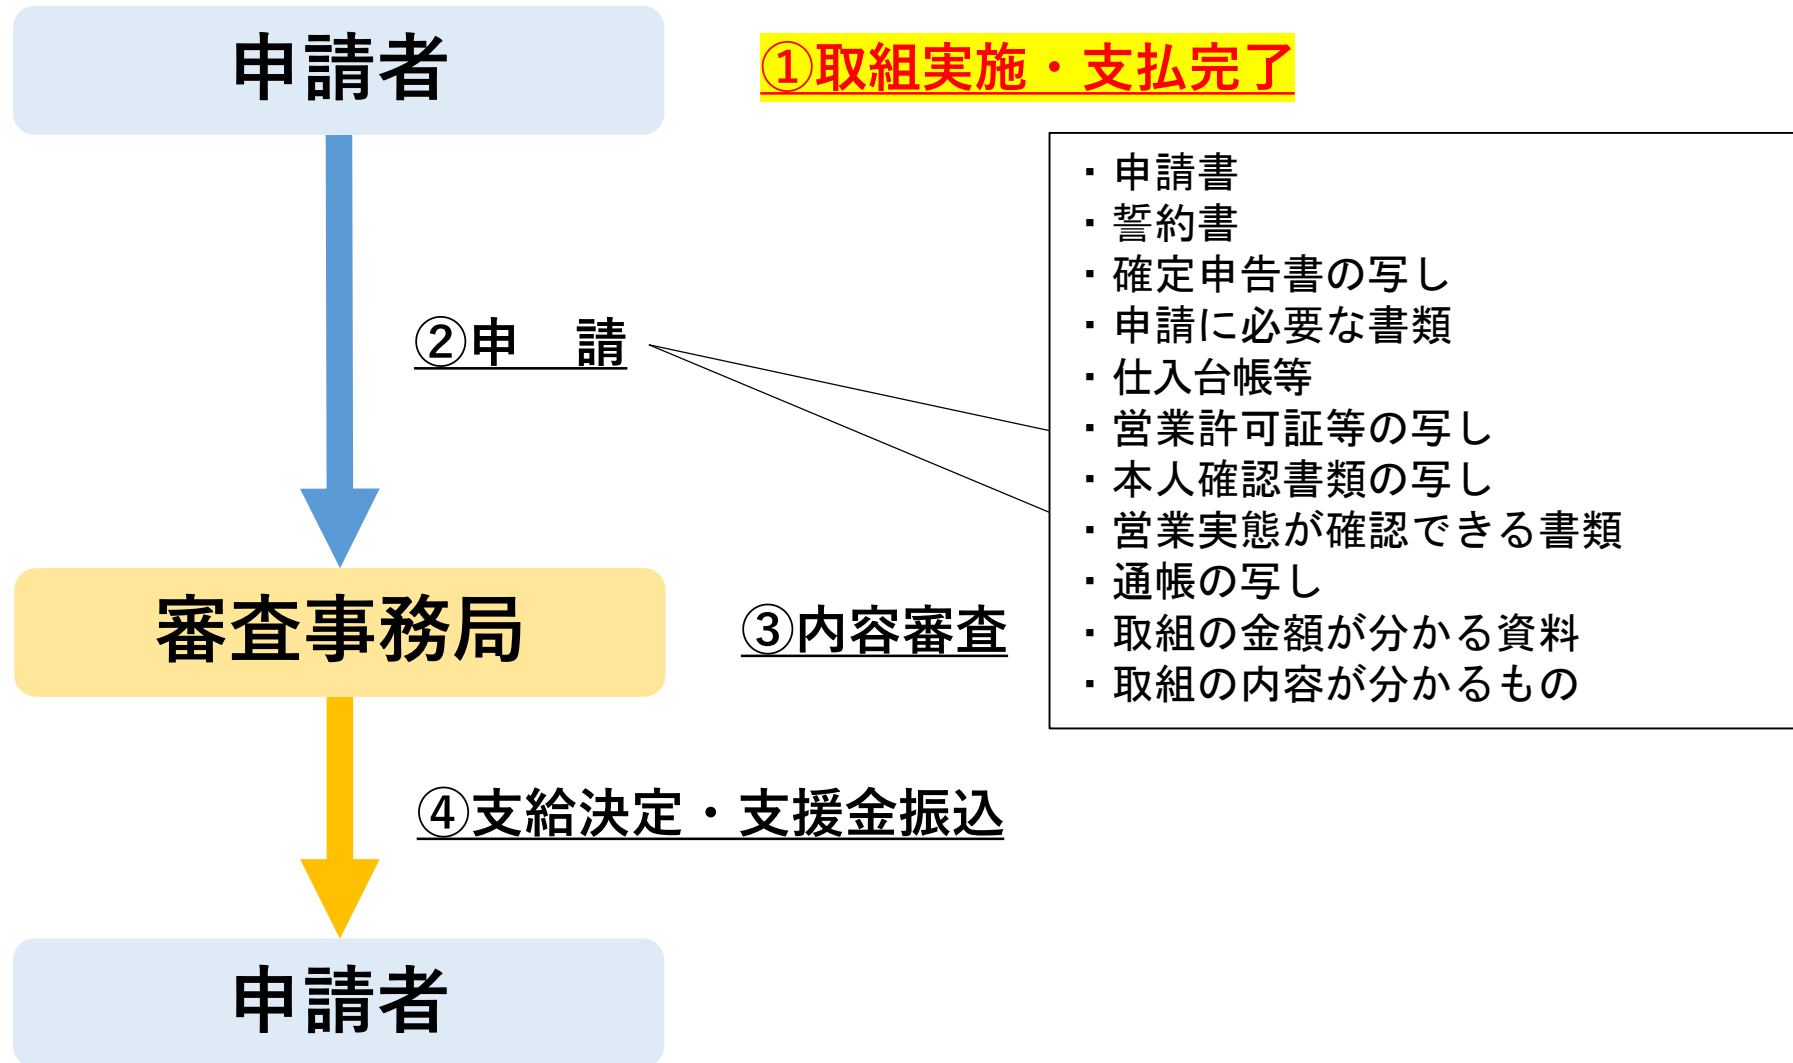 申請者
①取組実施・支払完了
②申　請
・申請書
・誓約書
・確定申告書の写し
・申請に必要な書類
・仕入台帳等
・営業許可証等の写し
・本人確認書類の写し
・営業実態が確認できる書類
・通帳の写し
・取組の金額が分かる資料
・取組の内容が分かるもの
審査事務局
③内容審査
④支給決定・支援金振込
申請者